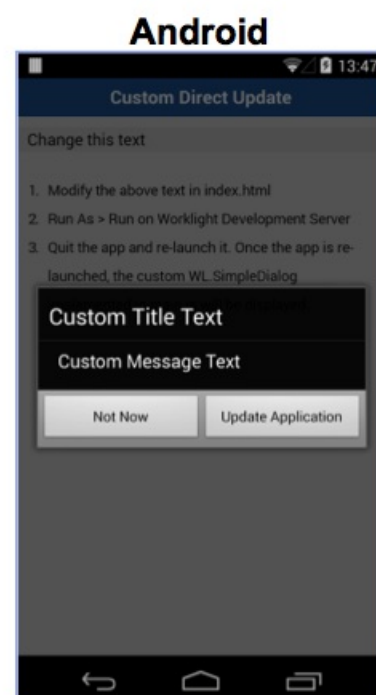 Android
13:47
Custom Direct Update
Change this text
1. Modify the above text in index.html
2. Run As > Run on Worklight Development Server
3. Quit the app and re-launch it. Once the app is re-
launched, the custom WL.SimpleDialog
Custom Title Text
Custom Message Text
Not Now
Update Application